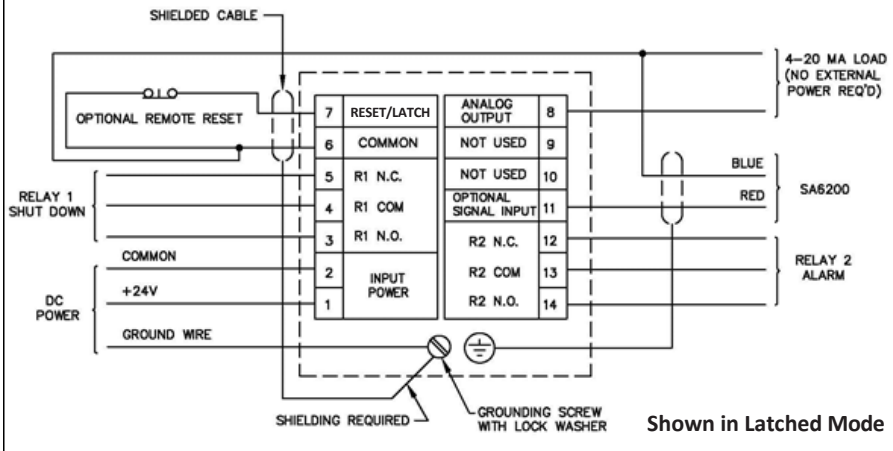 SHIELDED CABLE
4–20 MA LOAD
(NO EXTERNAL
POWER REQ'D)
OPTIONAL REMOTE RESET
7 RESET/LATCH
6 COMMON
5 R1 N.C.
4 R1 COM
3 R1 N.O.
2
1
INPUT
POWER
ANALOG
OUTPUT 8
NOT USED 9
NOT USED 10
OPTIONAL
SIGNAL INPUT 11
R2 N.C. 12
R2 COM 13
R2 N.O. 14
BLUE
RED
SA6200
RELAY 1
SHUT DOWN
RELAY 2
ALARM
COMMON
+24V
DC
POWER
GROUND WIRE
SHIELDING REQUIRED
GROUNDING SCREW
WITH LOCK WASHER
Shown in Latched Mode